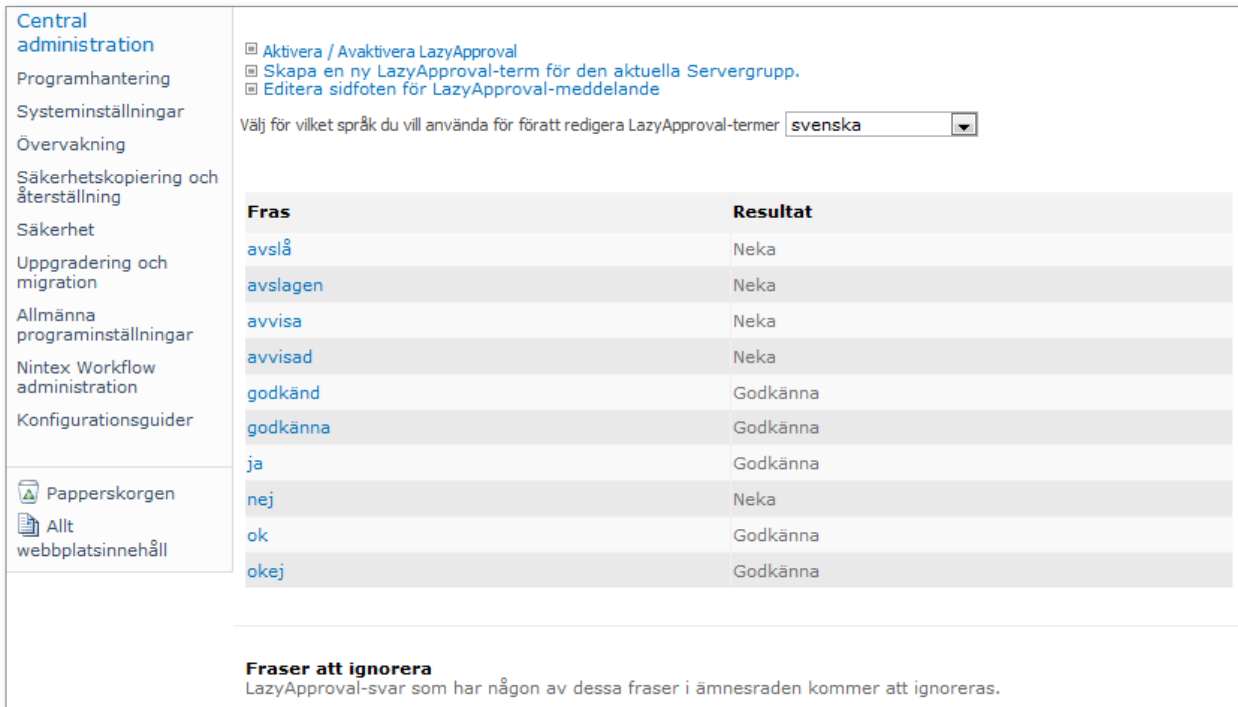 Central
administration
Programhantering
Systeminställningar
Övervakning
Säkerhetskopiering och
återställning
Säkerhet
Uppgradering och
migration
Allmänna
programinställningar
Nintex Workflow
administration
Konfigurationsguider
Papperskorgen
Allt
webbplatsinnehåll
Aktivera / Avaktivera LazyApproval
Skapa en ny LazyApproval-term för den aktuella Servergrupp.
Editera sidfoten för LazyApproval-meddelande
Välj för vilket språk du vill använda för föratt redigera LazyApproval-termer svenska
Fras Resultat
avslå Neka
avslagen Neka
avvisa Neka
avvisad Neka
godkänd Godkänna
godkänna Godkänna
ja Godkänna
nej Neka
ok Godkänna
okej Godkänna
Fraser att ignorera
LazyApproval-svar som har någon av dessa fraser i ämnesraden kommer att ignoreras.